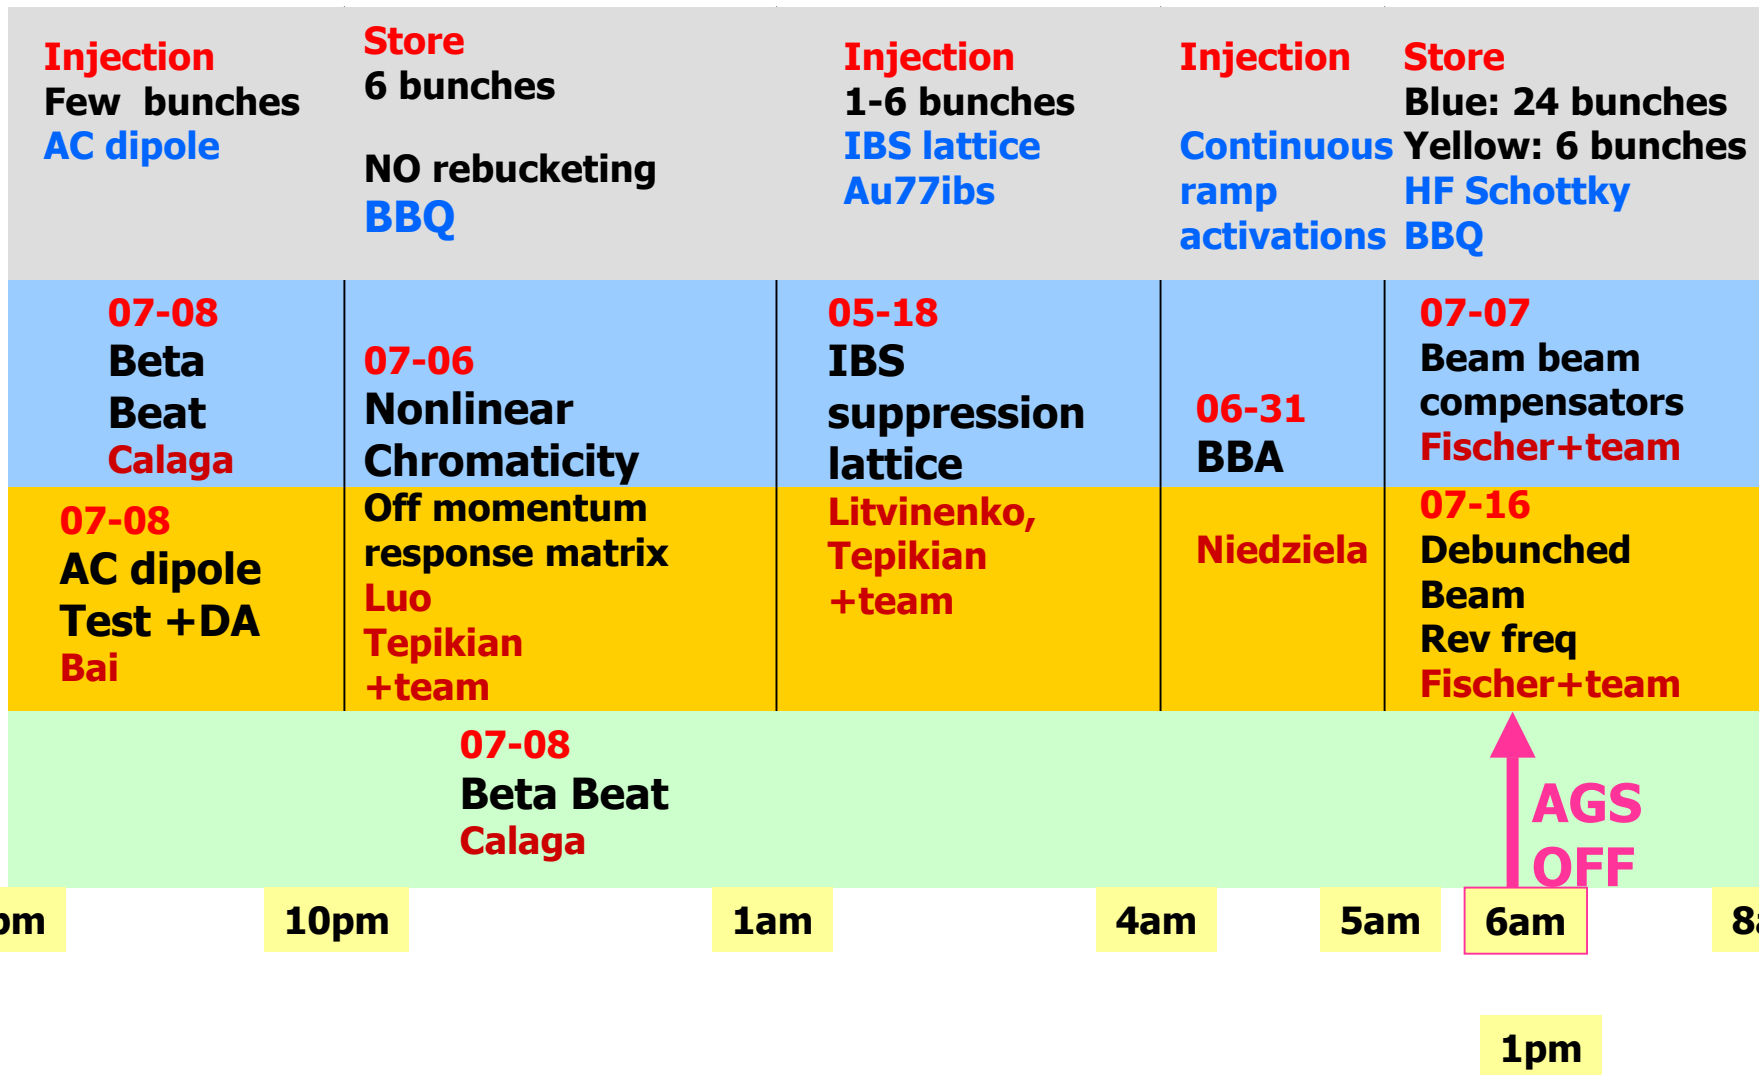 Injection
Few bunches
AC dipole
Store
6 bunches
NO rebucketing
BBQ
Injection
1-6 bunches
IBS lattice
Au77ibs
Injection
Continuous
ramp
activations
Store
Blue: 24 bunches
Yellow: 6 bunches
HF Schottky
BBQ
07-08
Beta
Beat
Calaga
07-08
AC dipole
Test +DA
Bai
07-06
Nonlinear
Chromaticity
Off momentum
response matrix
Luo
Tepikian
+team
05-18
IBS
suppression
lattice
Litvinenko,
Tepikian
+team
06-31
BBA
Niedziela
07-07
Beam beam
compensators
Fischer+team
07-16
Debunched
Beam
Rev freq
Fischer+team
07-08
Beta Beat
Calaga
AGS
OFF
pm
10pm
1am
4am
5am
6am
8a
1pm